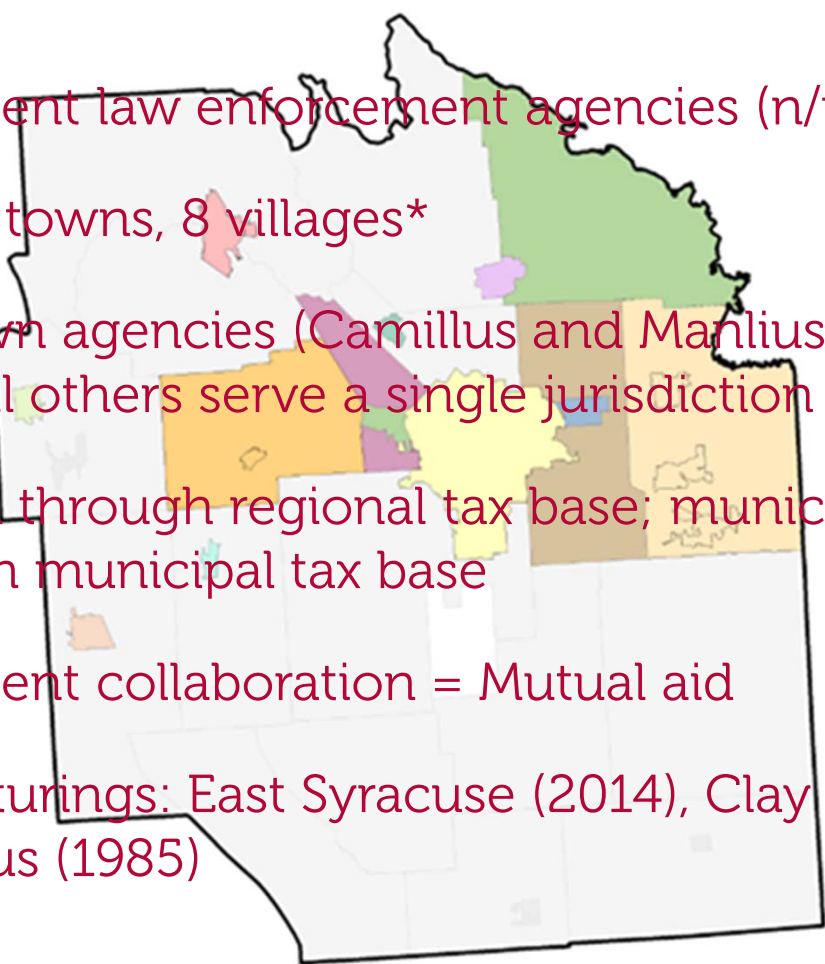 ent law enforcement agencies (n/
towns, 8 villages*
vn agencies (Camillus and Manlius
l others serve a single jurisdiction
through regional tax base; munic
n municipal tax base
ent collaboration = Mutual aid
turings: East Syracuse (2014), Clay
us (1985)